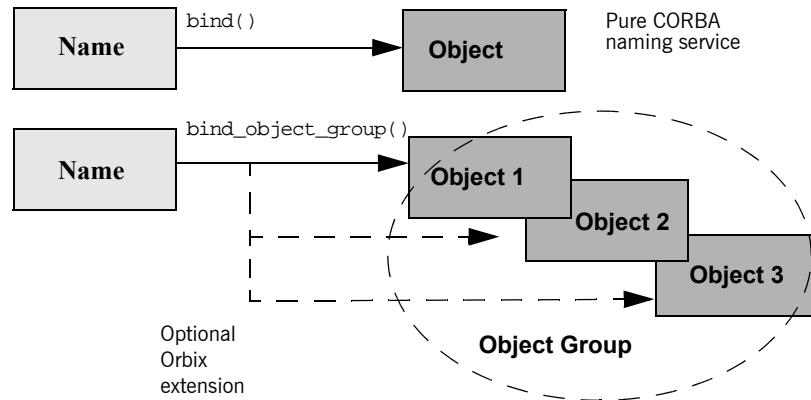 bind()
Name
Object
Pure CORBA
naming service
bind_object_group()
Name
Object 1
Object 2
Object 3
Optional
Orbix
extension
Object Group